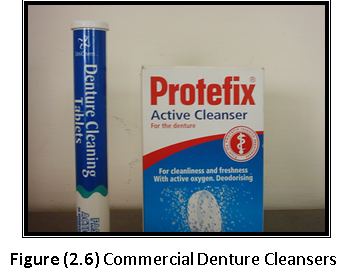 Denture Cleaning
Tablets
Protefix®
Active Cleanser
For the denture
For cleanliness and freshness
With active oxygen. Deodorising
Figure (2.6) Commercial Denture Cleansers